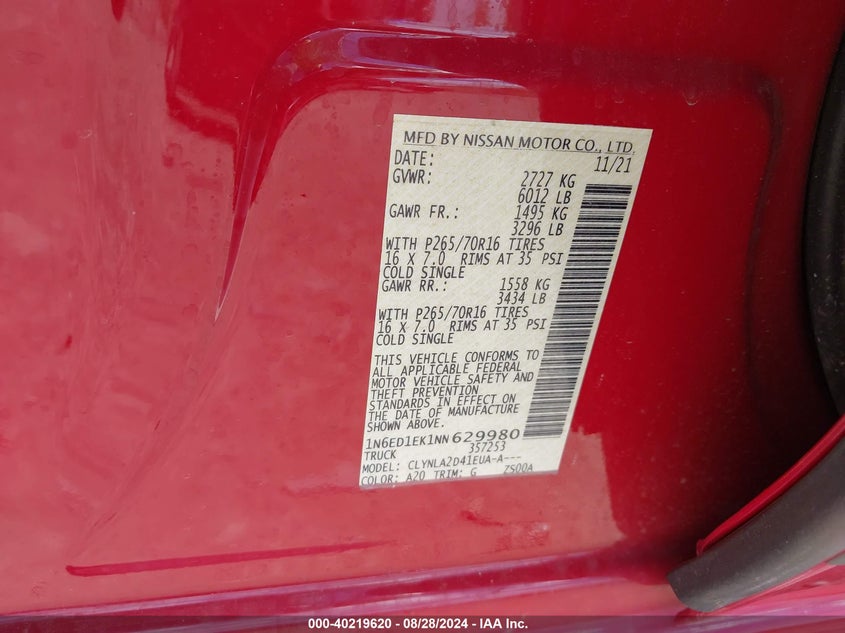 MFD BY NISSAN MOTOR CO., LTD.
DATE: 11/21
GVWR: 2727 KG
6012 LB
GAWR FR.: 1495 KG
3296 LB
WITH P265/70R16 TIRES
16 X 7.0 RIMS AT 35 PSI
COLD SINGLE
GAWR RR.: 1558 KG
3434 LB
WITH P265/70R16 TIRES
16 X 7.0 RIMS AT 35 PSI
COLD SINGLE
THIS VEHICLE CONFORMS TO
ALL APPLICABLE FEDERAL
MOTOR VEHICLE SAFETY AND
THEFT PREVENTION
STANDARDS IN EFFECT ON
THE DATE OF MANUFACTURE
SHOWN ABOVE.
1N6ED1EK1NN629980
TRUCK 357253
MODEL: CLYNLA2D41EUA-A---
COLOR: A20 TRIM: G ZS00A
000-40219620 / 08/28/2024 - IAA Inc.